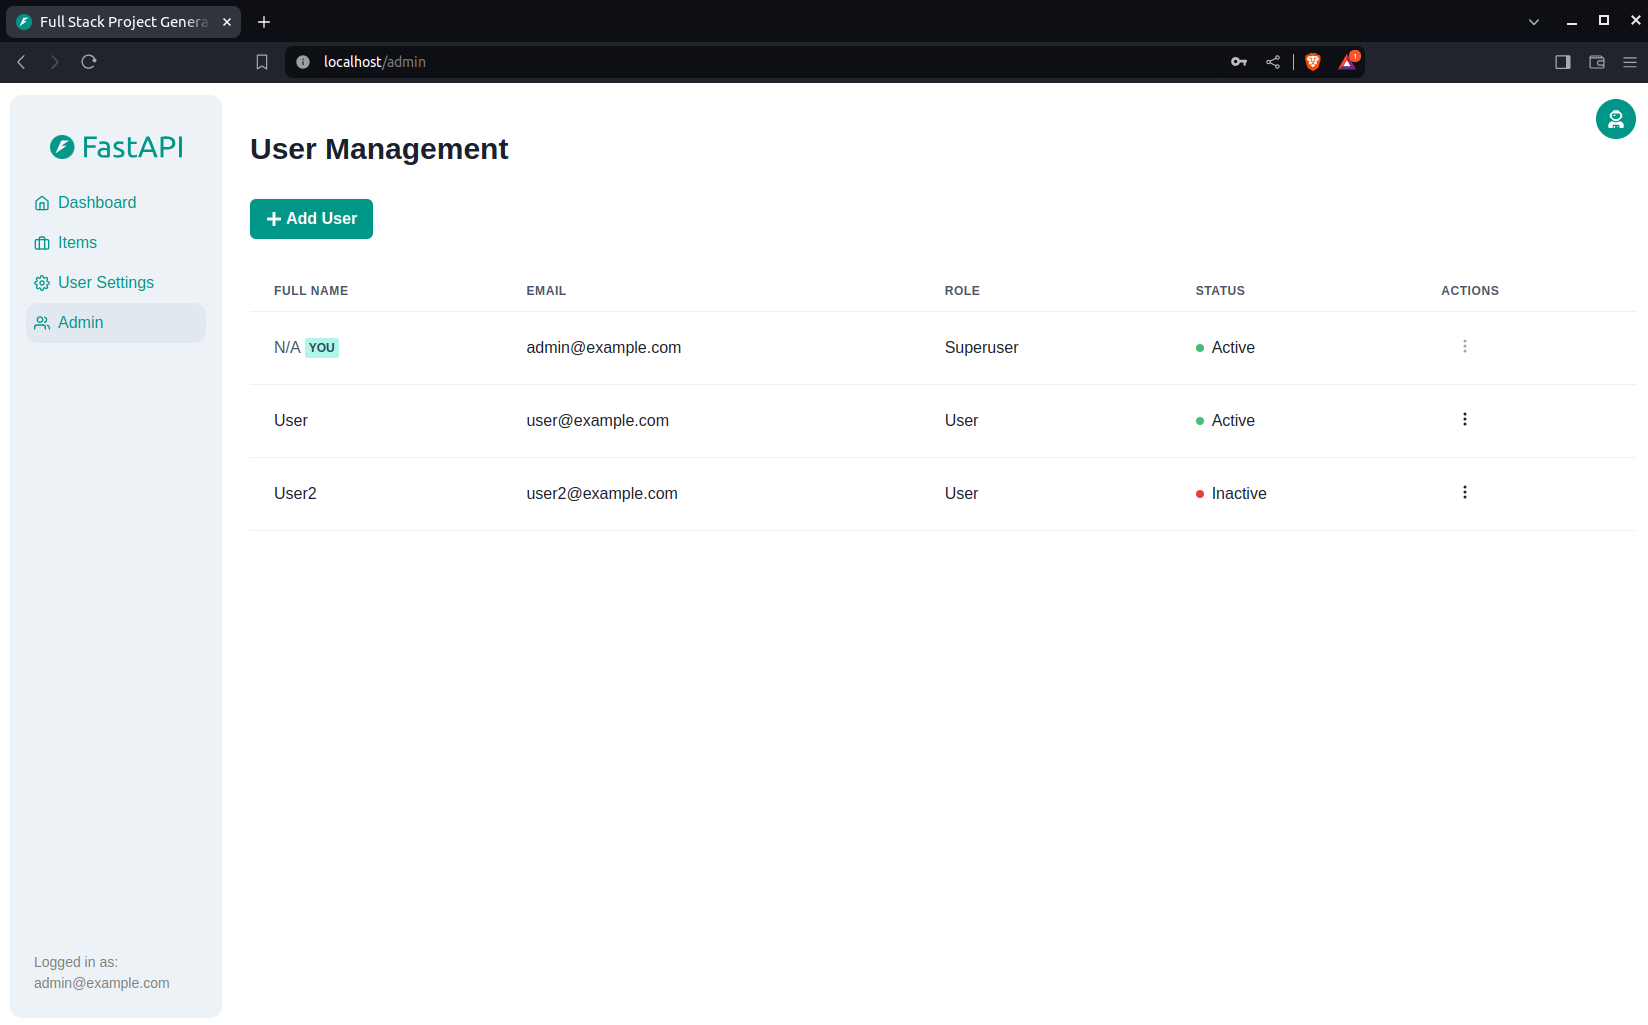 Full Stack Project Genera
localhost/admin
1
FastAPI
Dashboard
Items
User Settings
Admin
User Management
Add User
FULL NAME EMAIL ROLE STATUS ACTIONS
N/A YOU admin@example.com Superuser Active
User user@example.com User Active
User2 user2@example.com User Inactive
Logged in as:
admin@example.com